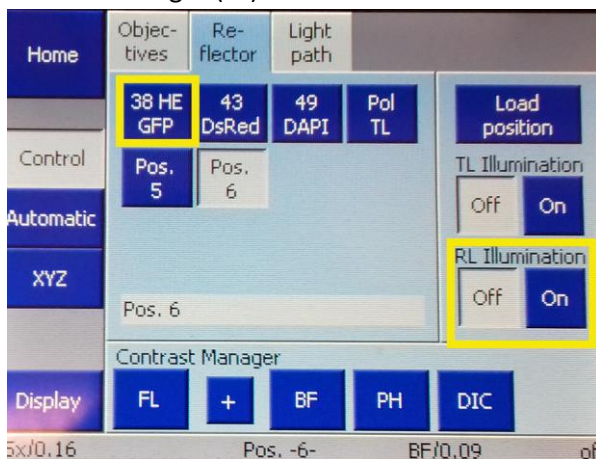 Home
Objec-
tives
Re-
flector
Light
path
38 HE
GFP
43
DsRed
49
DAPI
Pol
TL
Load
position
Control
Pos.
5
Pos.
6
TL Illumination
Off
On
Automatic
XYZ
RL Illumination
Off
On
Pos. 6
Contrast Manager
Display
FL
+
BF
PH
DIC
5x/0.16
Pos. -6-
BF/0.09
of